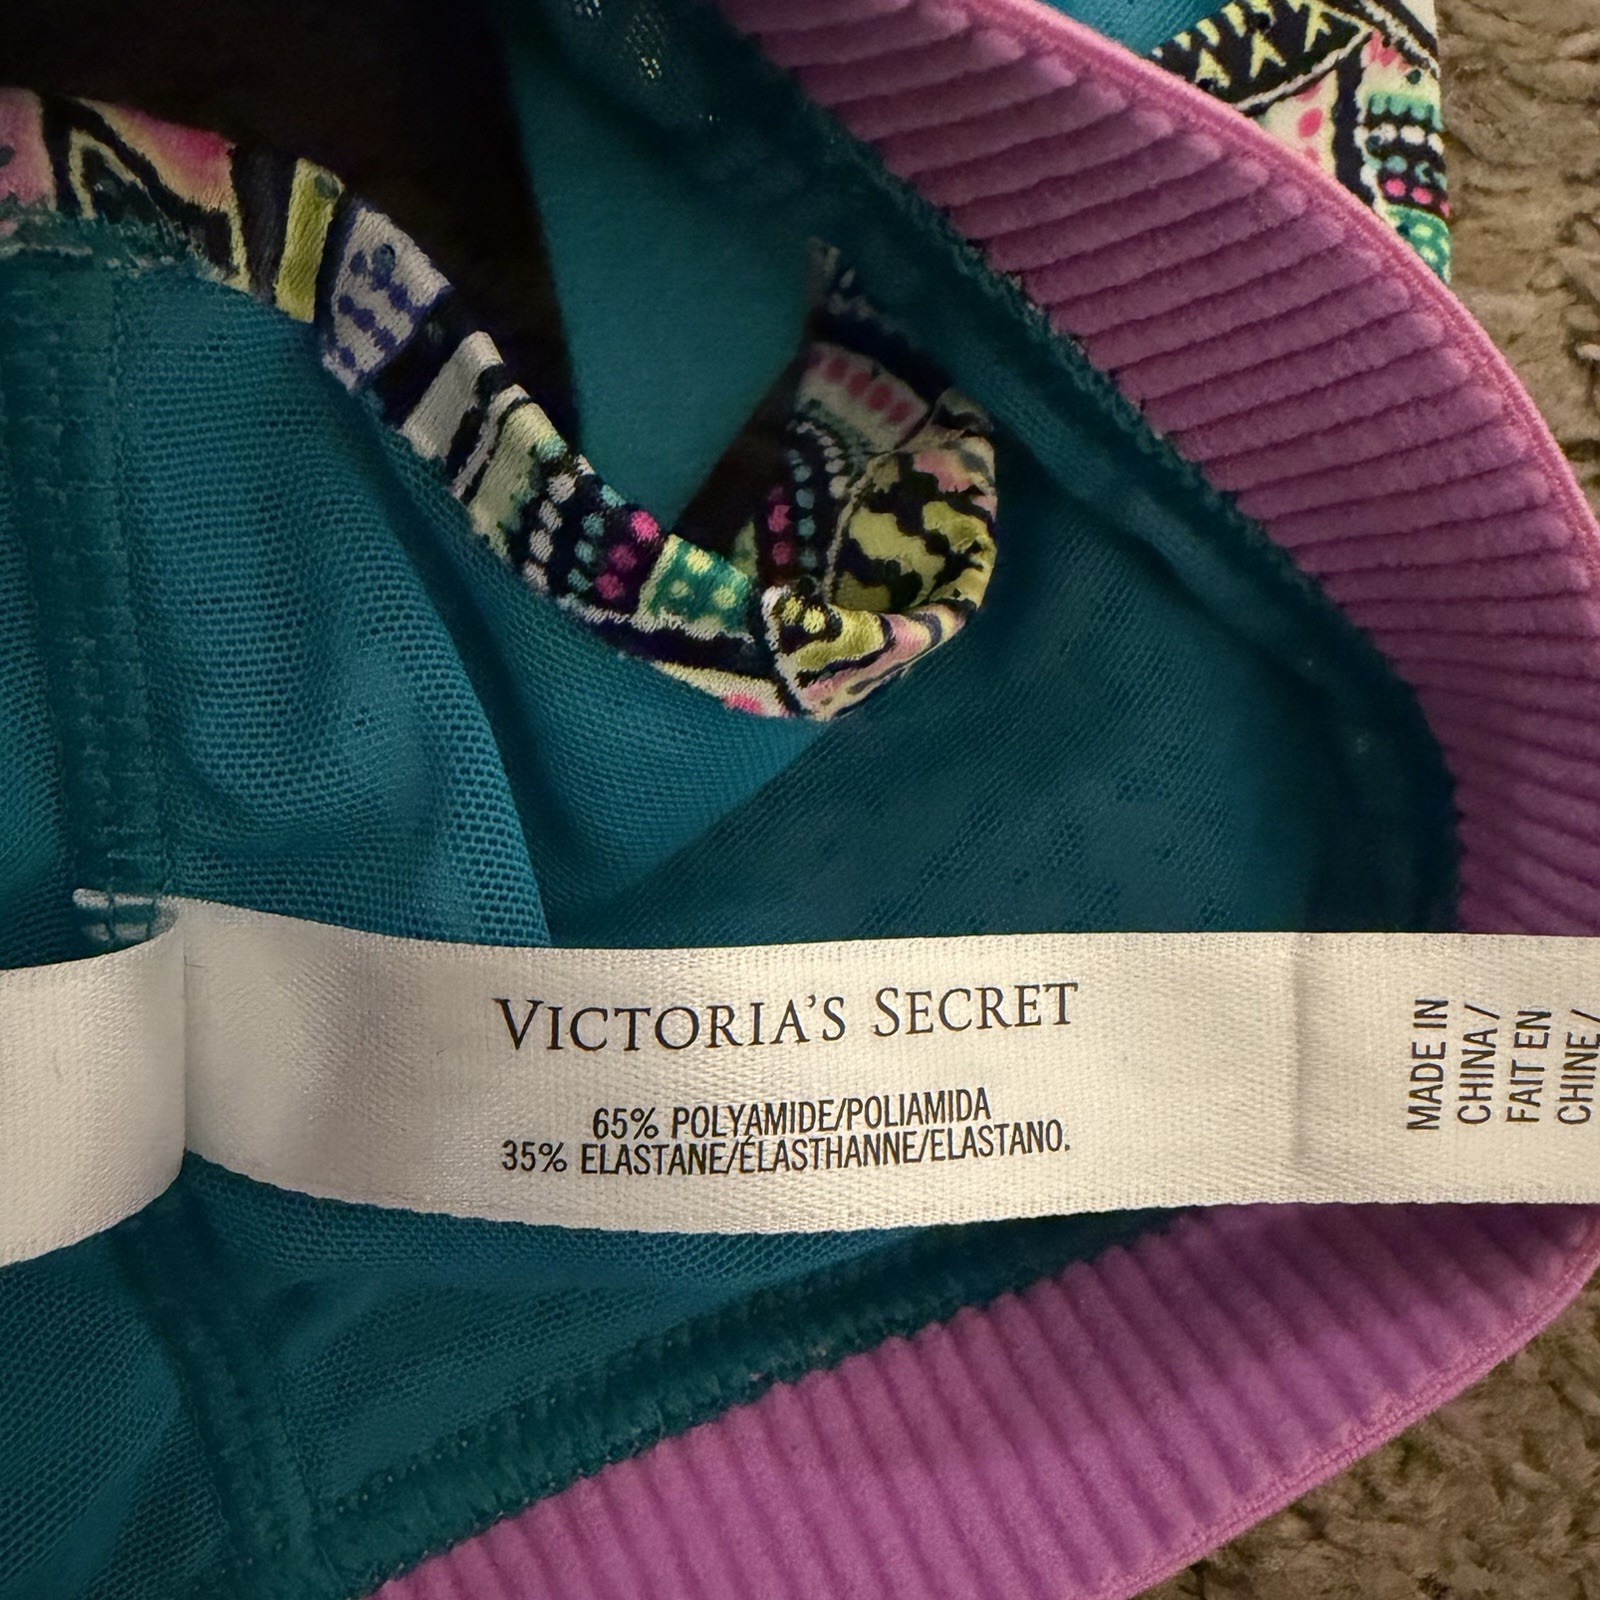 VICTORIA'S SECRET
65% POLYAMIDE/POLIAMIDA
35% ELASTANE/ÉLASTHANNE/ELASTANO.
MADE IN
CHINA /
FAIT EN
CHINE /